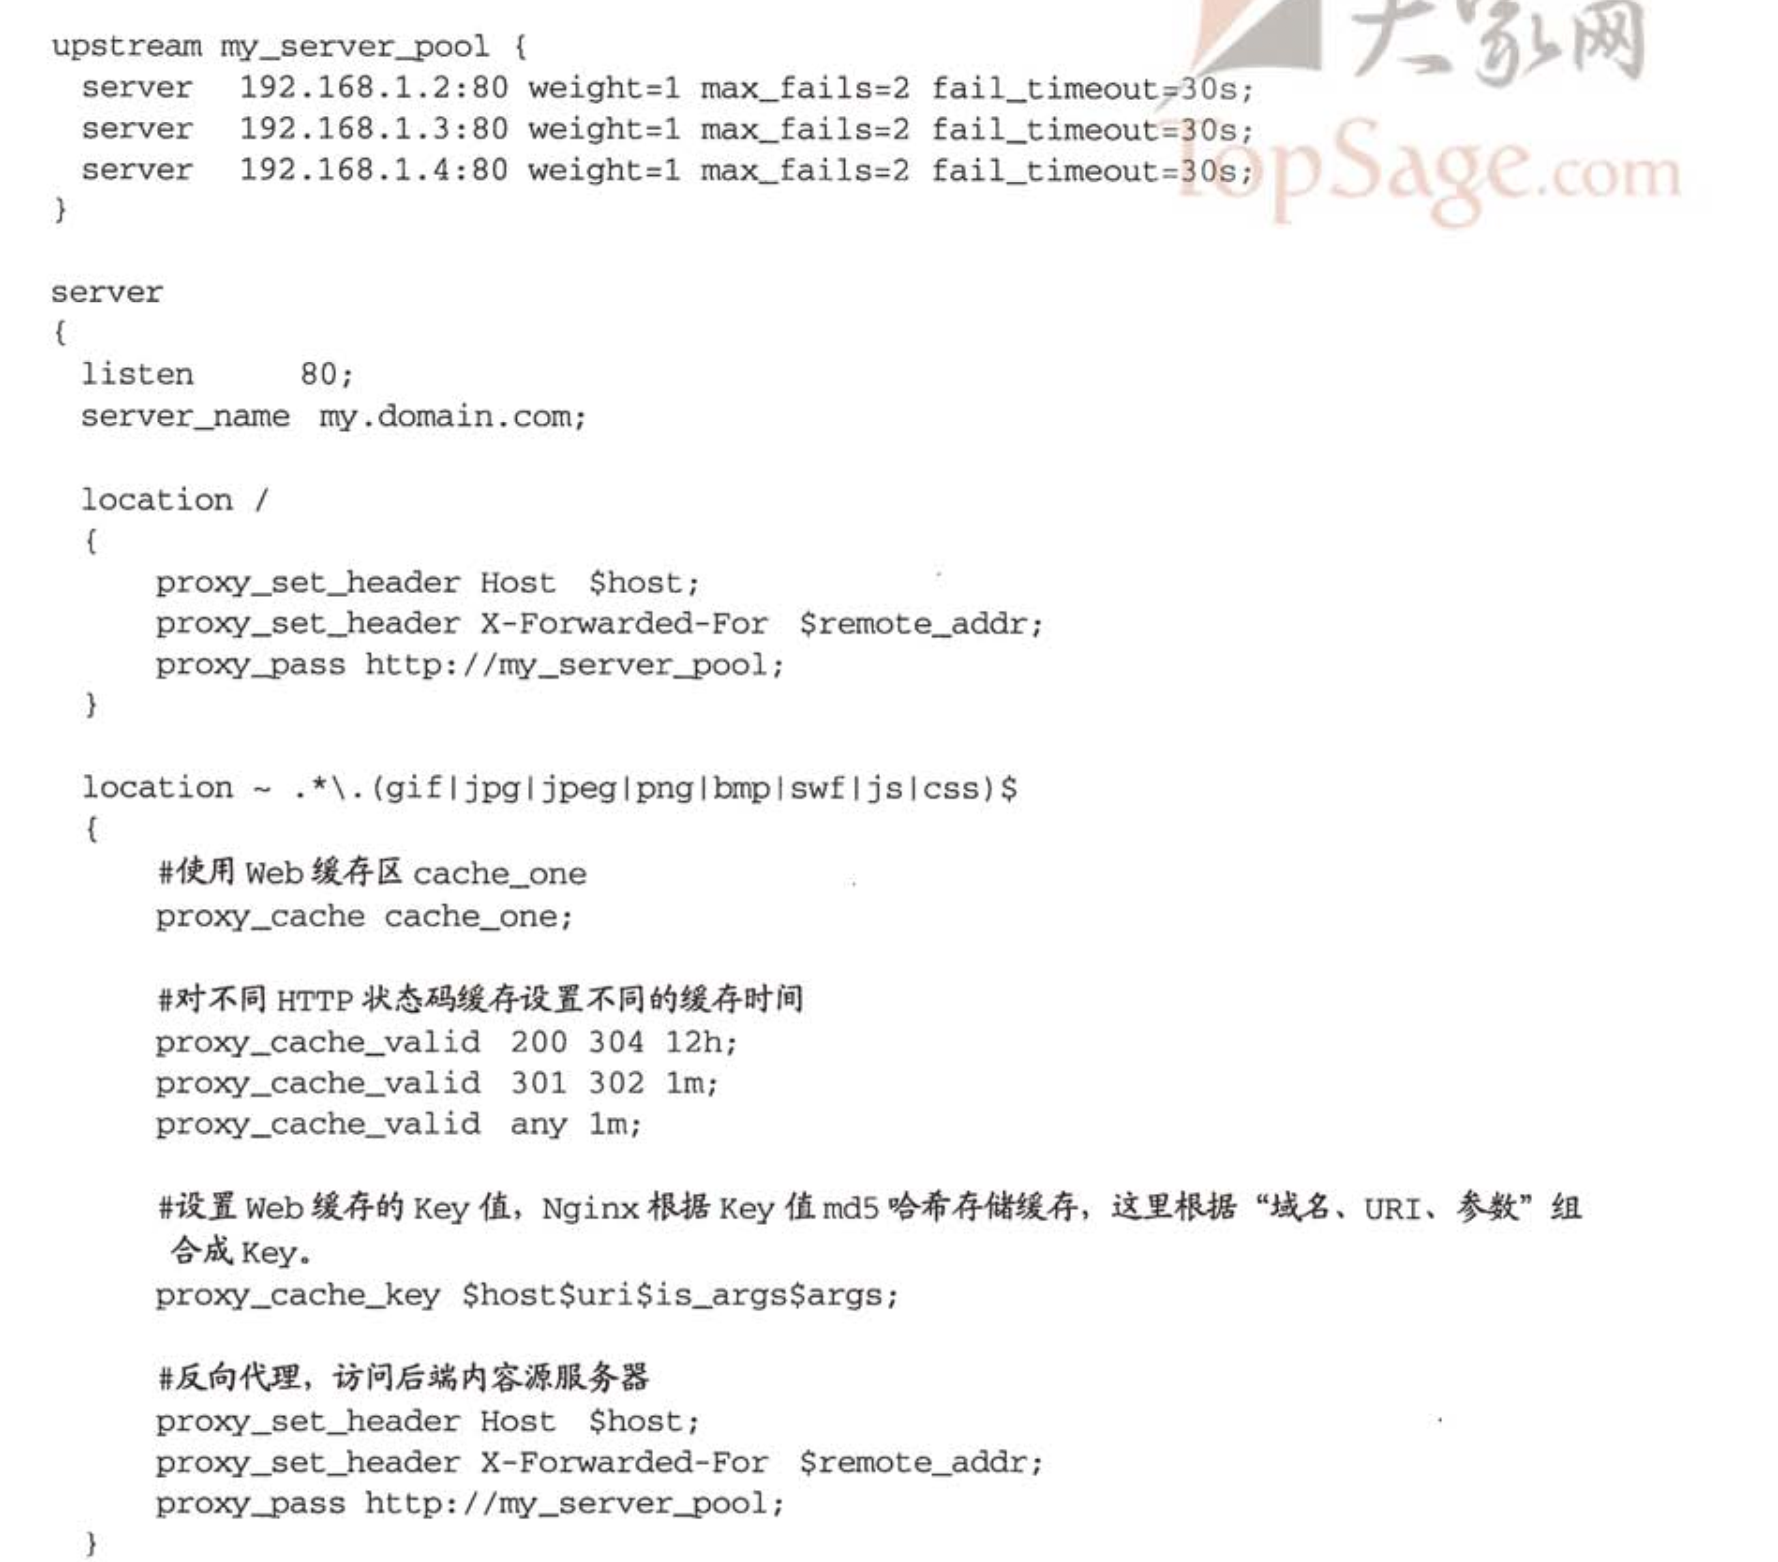 大家网
TopSage.com
upstream my_server_pool {
  server   192.168.1.2:80 weight=1 max_fails=2 fail_timeout=30s;
  server   192.168.1.3:80 weight=1 max_fails=2 fail_timeout=30s;
  server   192.168.1.4:80 weight=1 max_fails=2 fail_timeout=30s;
}
server
{
  listen      80;
  server_name  my.domain.com;
  location /
  {
      proxy_set_header Host  $host;
      proxy_set_header X-Forwarded-For  $remote_addr;
      proxy_pass http://my_server_pool;
  }
  location ~ .*\.(gif|jpg|jpeg|png|bmp|swf|js|css)$
  {
      #使用 Web 缓存区 cache_one
      proxy_cache cache_one;
      #对不同 HTTP 状态码缓存设置不同的缓存时间
      proxy_cache_valid  200 304 12h;
      proxy_cache_valid  301 302 1m;
      proxy_cache_valid  any 1m;
      #设置 Web 缓存的 Key 值，Nginx 根据 Key 值 md5 哈希存储缓存，这里根据“域名、URI、参数”组
      合成 Key。
      proxy_cache_key $host$uri$is_args$args;
      #反向代理，访问后端内容源服务器
      proxy_set_header Host  $host;
      proxy_set_header X-Forwarded-For  $remote_addr;
      proxy_pass http://my_server_pool;
  }